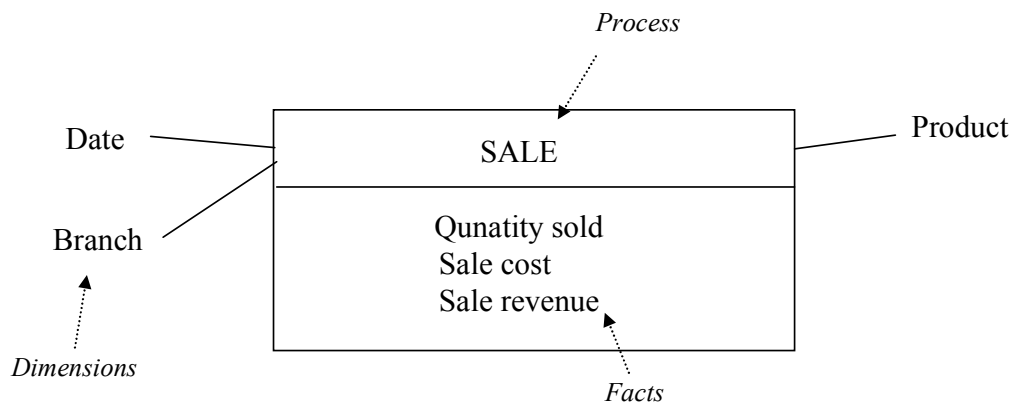 Process
Date
SALE
Product
Branch
Qunatity sold
Sale cost
Sale revenue
Dimensions
Facts